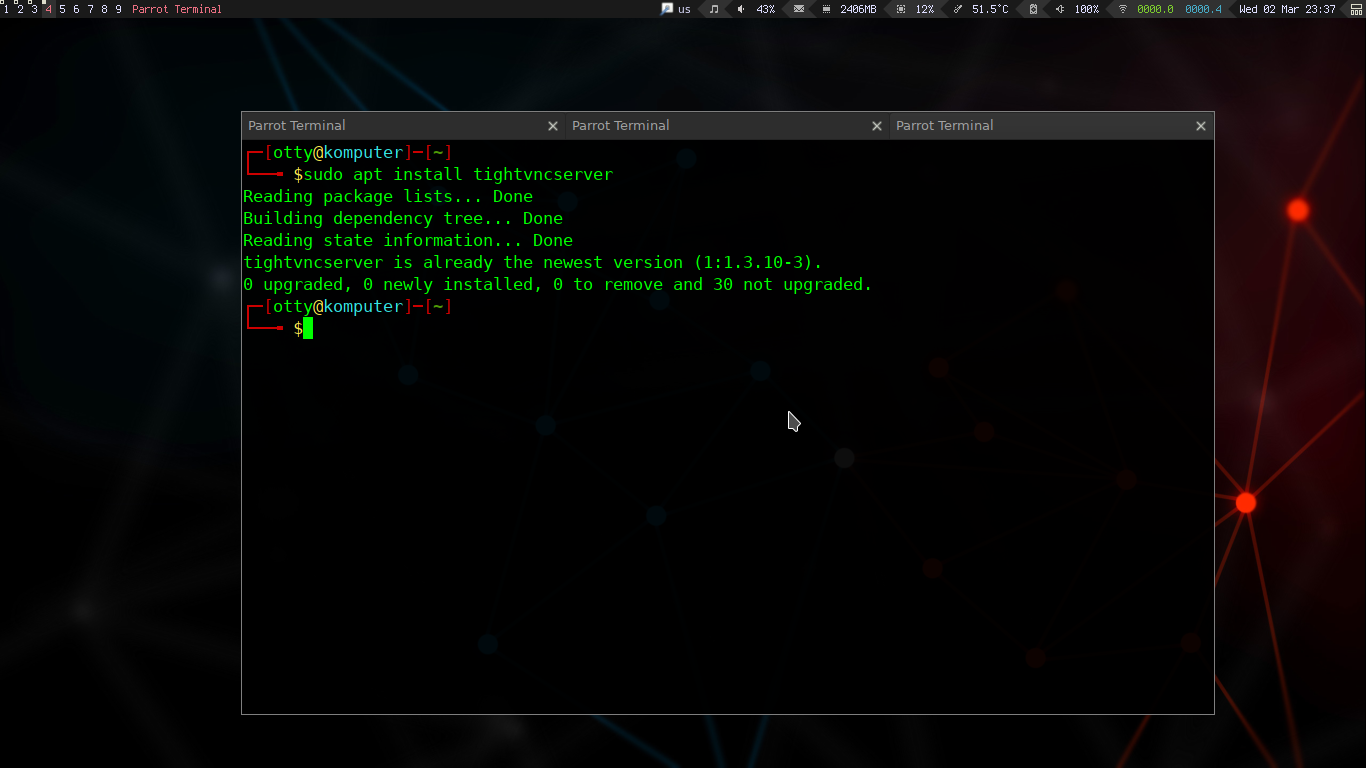 1 2 3 4 5 6 7 8 9 Parrot Terminal us 43% 2406MB 12% 51.5°C 100% 0000.0 0000.4 Wed 02 Mar 23:37
Parrot Terminal Parrot Terminal Parrot Terminal
┌─[otty@komputer]─[~]
└──╼ $sudo apt install tightvncserver
Reading package lists... Done
Building dependency tree... Done
Reading state information... Done
tightvncserver is already the newest version (1:1.3.10-3).
0 upgraded, 0 newly installed, 0 to remove and 30 not upgraded.
┌─[otty@komputer]─[~]
└──╼ $